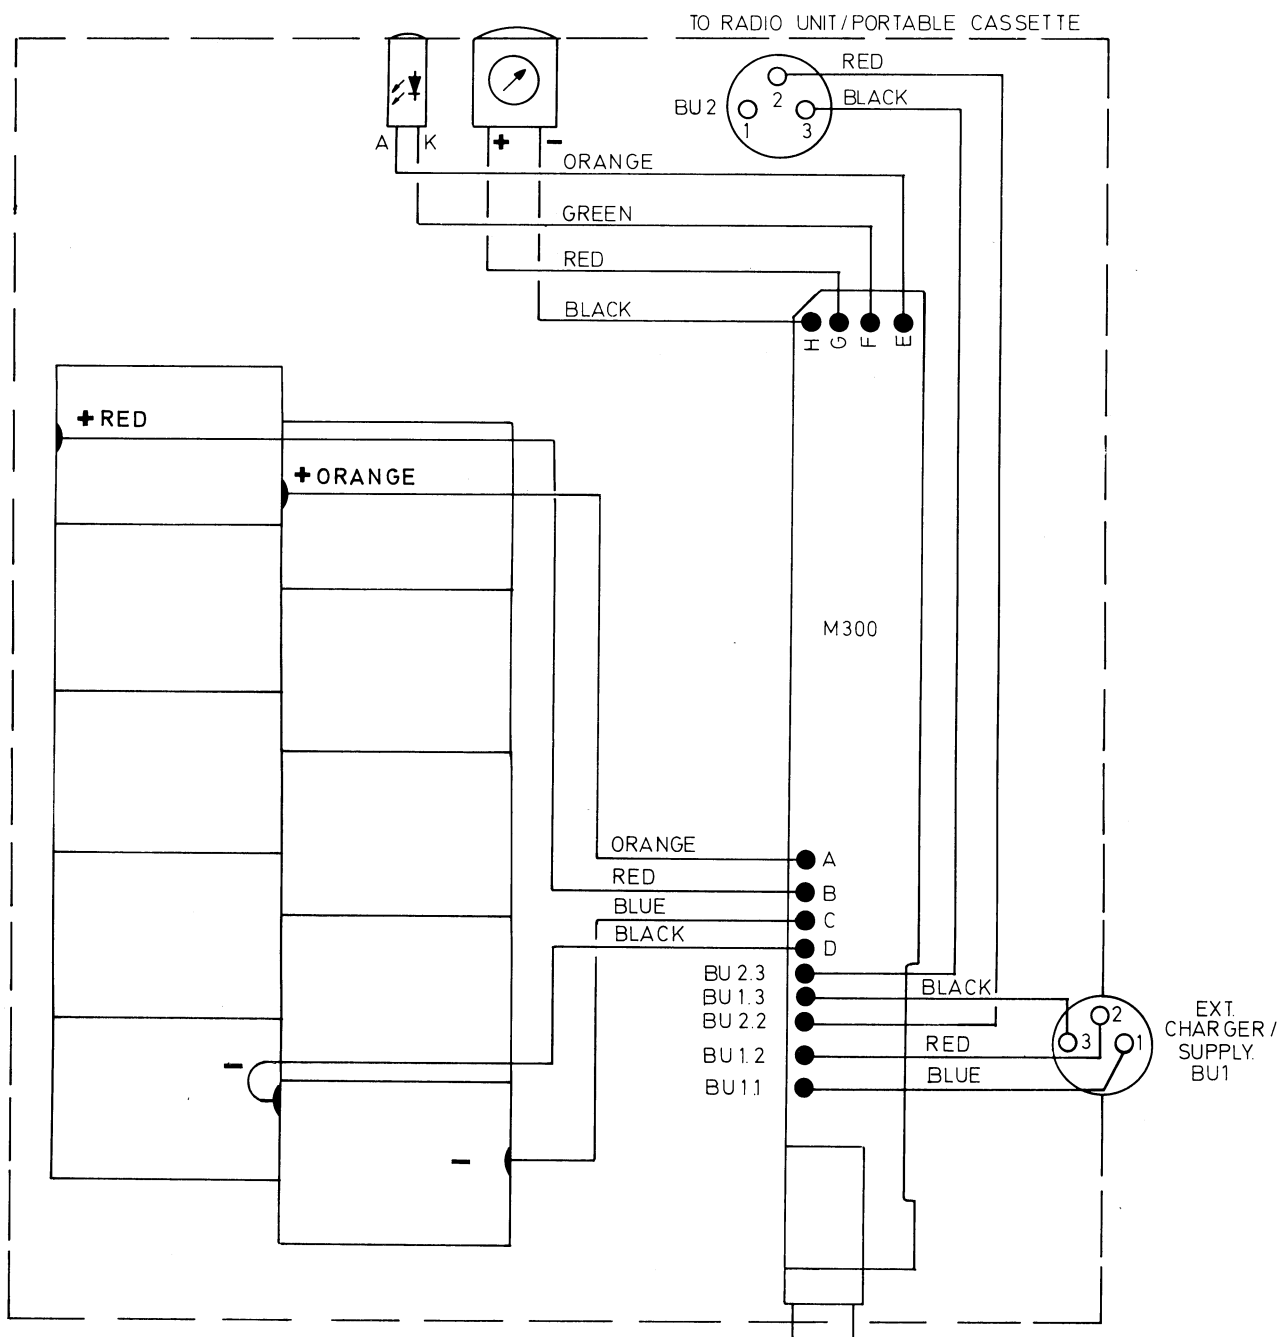 TO RADIO UNIT/PORTABLE CASSETTE
RED
BU2
2
BLACK
1
3
A
K
+
-
ORANGE
GREEN
RED
BLACK
H
G
F
E
+ RED
+ ORANGE
M300
ORANGE
A
RED
B
BLUE
C
BLACK
D
BU 2.3
BU 1.3
BLACK
BU 2.2
BU 1.2
RED
BU 1.1
BLUE
2
3
1
EXT.
CHARGER/
SUPPLY.
BU1
-
-